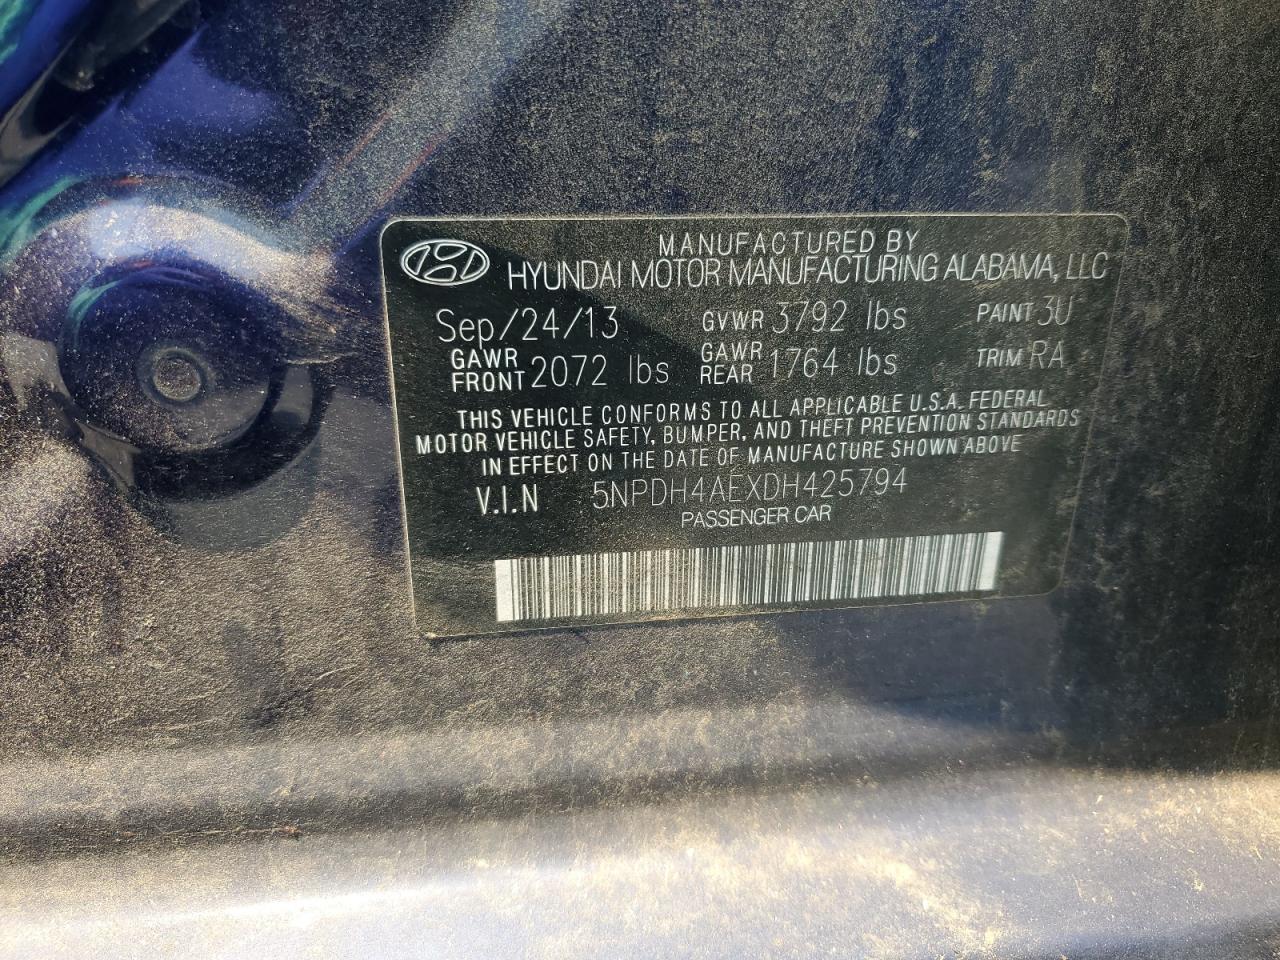 MANUFACTURED BY
HYUNDAI MOTOR MANUFACTURING ALABAMA, LLC
Sep/24/13 GVWR 3792 lbs PAINT 3U
GAWR FRONT 2072 lbs GAWR REAR 1764 lbs TRIM RA
THIS VEHICLE CONFORMS TO ALL APPLICABLE U.S.A. FEDERAL
MOTOR VEHICLE SAFETY, BUMPER, AND THEFT PREVENTION STANDARDS
IN EFFECT ON THE DATE OF MANUFACTURE SHOWN ABOVE
V.I.N 5NPDH4AEXDH425794
PASSENGER CAR